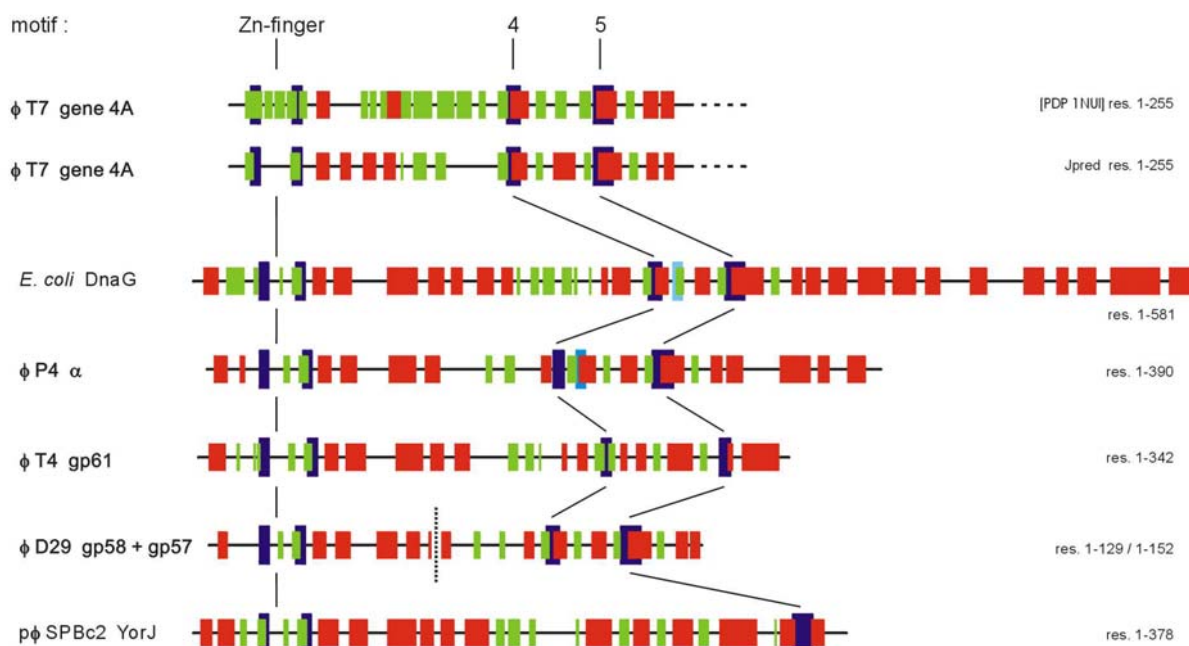 motif : Zn-finger 4 5
ϕ T7 gene 4A [PDP 1NUI] res. 1-255
ϕ T7 gene 4A Jpred res. 1-255
E. coli DnaG
res. 1-581
ϕ P4 α res. 1-390
ϕ T4 gp61 res. 1-342
ϕ D29 gp58 + gp57 res. 1-129 / 1-152
pϕ SPBc2 YorJ res. 1-378